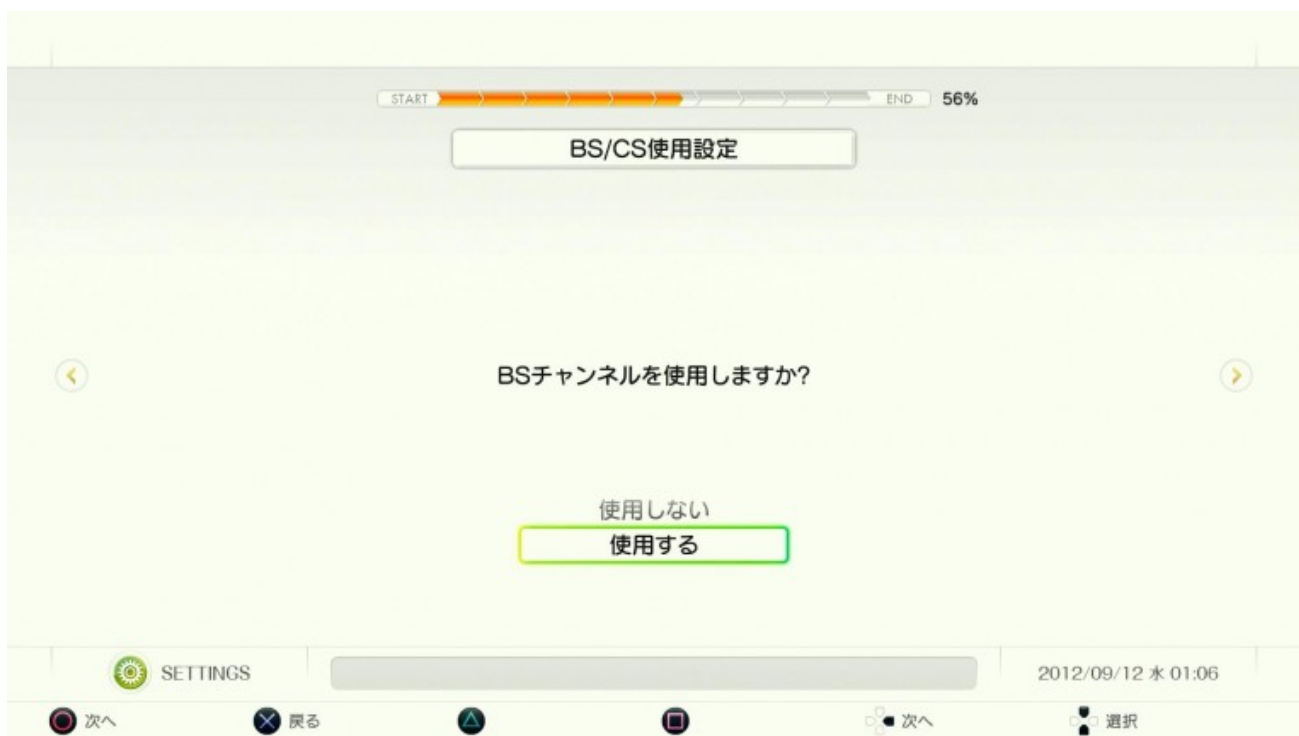 START END 56%
BS/CS使用設定
BSチャンネルを使用しますか?
使用しない
使用する
SETTINGS 2012/09/12 水 01:06
次へ 戻る 次へ 選択